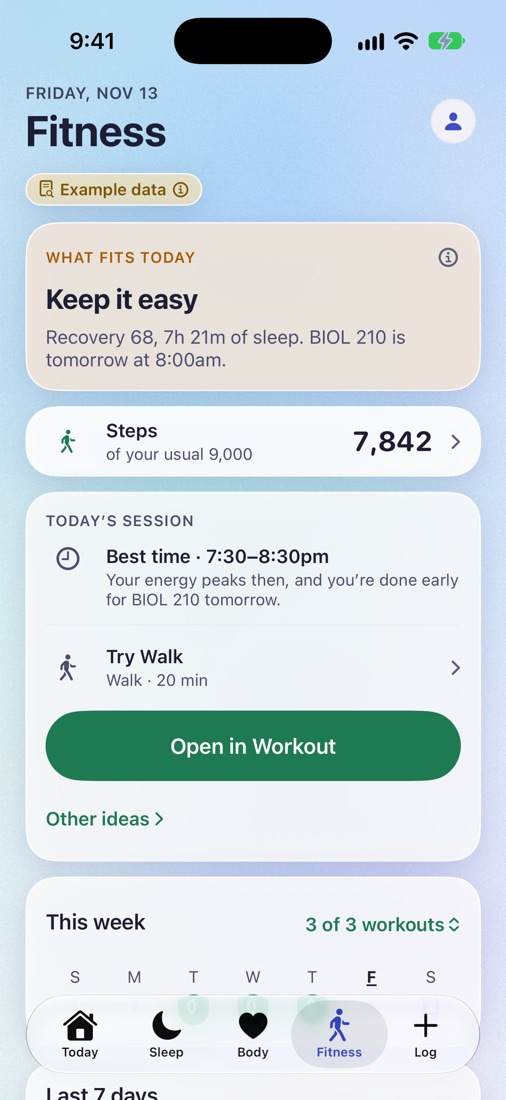 9:41
FRIDAY, NOV 13
Fitness
Example data
WHAT FITS TODAY
Keep it easy
Recovery 68, 7h 21m of sleep. BIOL 210 is
tomorrow at 8:00am.
Steps
of your usual 9,000
7,842
TODAY’S SESSION
Best time · 7:30–8:30pm
Your energy peaks then, and you’re done early
for BIOL 210 tomorrow.
Try Walk
Walk · 20 min
Open in Workout
Other ideas
This week
3 of 3 workouts
S M T W T F S
Today Sleep Body Fitness Log
Last 7 days